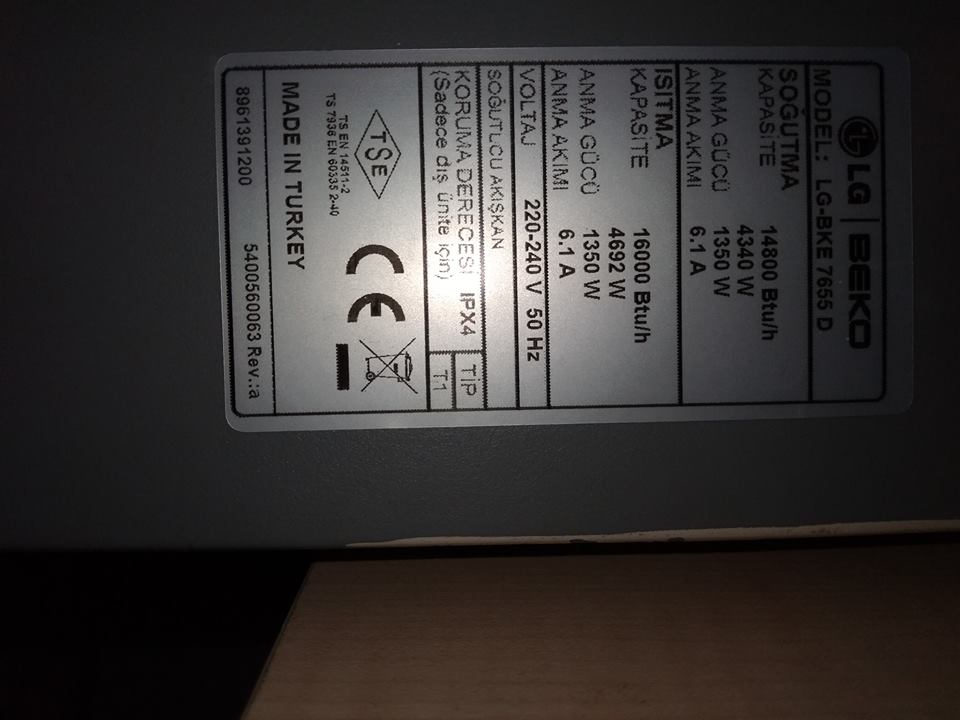 LG | BEKO
MODEL: LG-BKE 7655 D
SOĞUTMA
KAPASİTE 14800 Btu/h
4340 W
ANMA GÜCÜ 1350 W
ANMA AKIMI 6.1 A
ISITMA
KAPASİTE 16000 Btu/h
4692 W
ANMA GÜCÜ 1350 W
ANMA AKIMI 6.1 A
VOLTAJ 220-240 V 50 Hz
SOĞUTUCU AKIŞKAN
KORUMA DERECESİ IPX4
(Sadece dış ünite için)
TİP
T1
TSE
CE
TS EN 14511-2
TS 7936 EN 60335 2-40
MADE IN TURKEY
8961391200 5400560063 Rev.:a